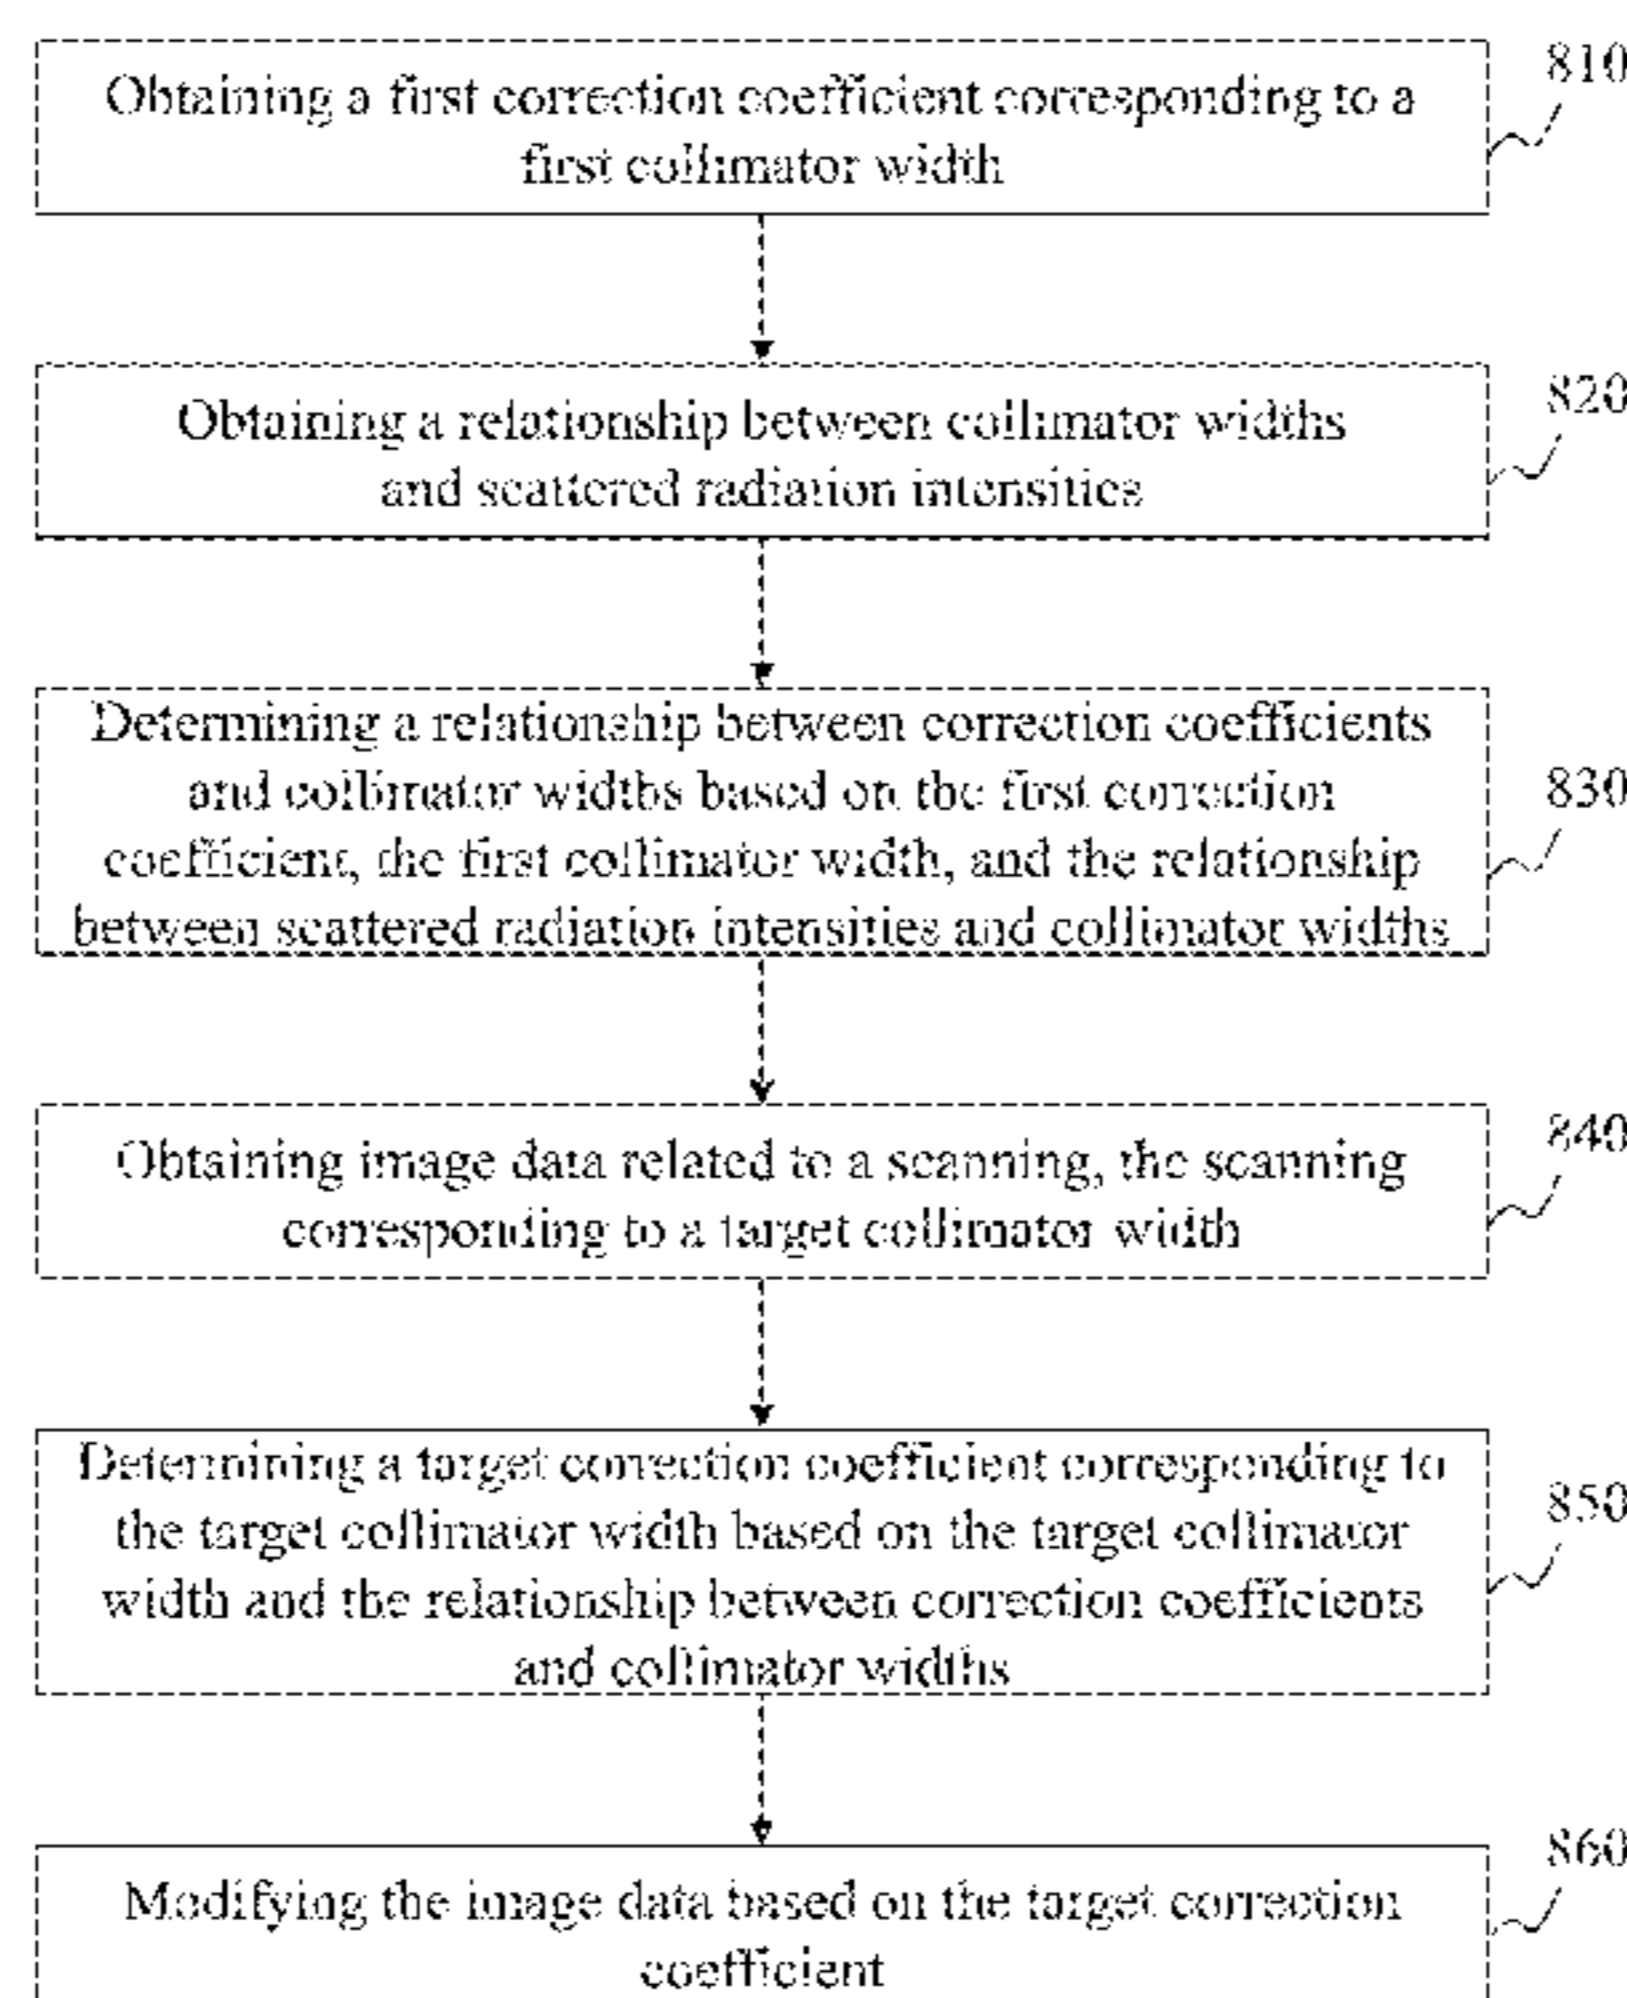 Obtaining a first correction coefficient corresponding to a
first collimator width
810
Obtaining a relationship between collimator widths
and scattered radiation intensities
820
Determining a relationship between correction coefficients
and collimator widths based on the first correction
coefficient, the first collimator width, and the relationship
between scattered radiation intensities and collimator widths
830
Obtaining image data related to a scanning, the scanning
corresponding to a target collimator width
840
Determining a target correction coefficient corresponding to
the target collimator width based on the target collimator
width and the relationship between correction coefficients
and collimator widths
850
Modifying the image data based on the target correction
coefficient
860